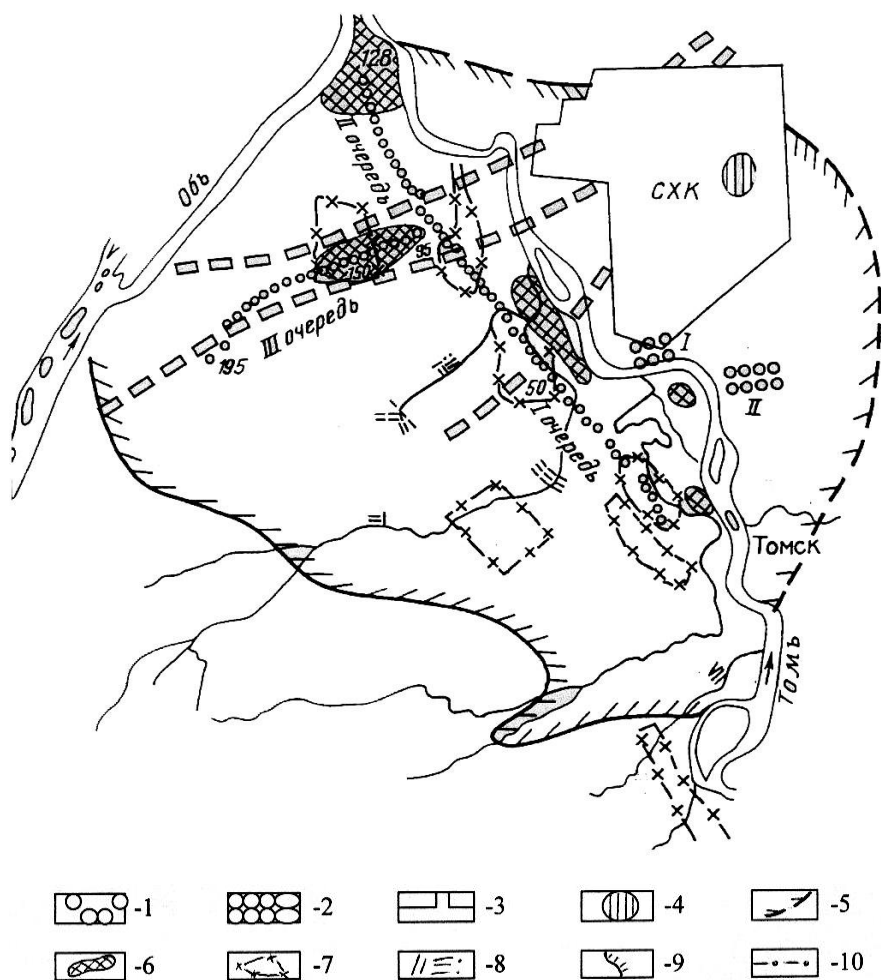 128
II очередь
Обь
СХК
95
150
III очередь
195
I
II
50
I очередь
Томск
Томь
-1
-2
-3
-4
-5
-6
-7
-8
-9
-10